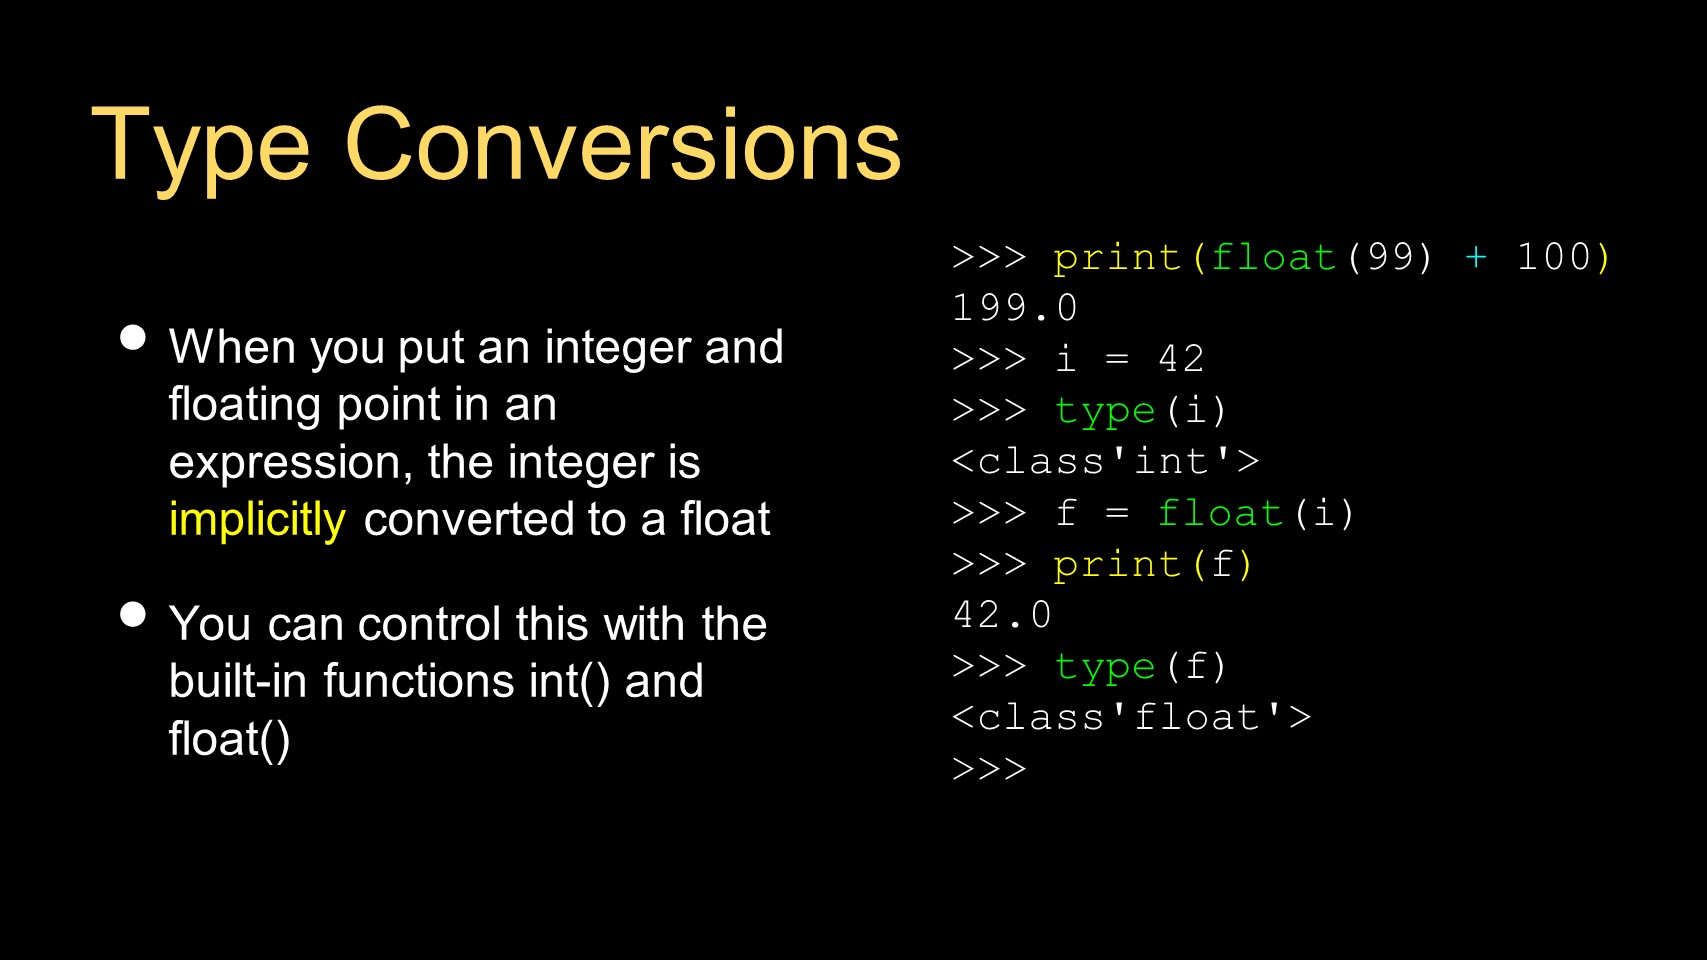 Type Conversions
• When you put an integer and
floating point in an
expression, the integer is
implicitly converted to a float
• You can control this with the
built-in functions int() and
float()
>>> print(float(99) + 100)
199.0
>>> i = 42
>>> type(i)
<class'int'>
>>> f = float(i)
>>> print(f)
42.0
>>> type(f)
<class'float'>
>>>